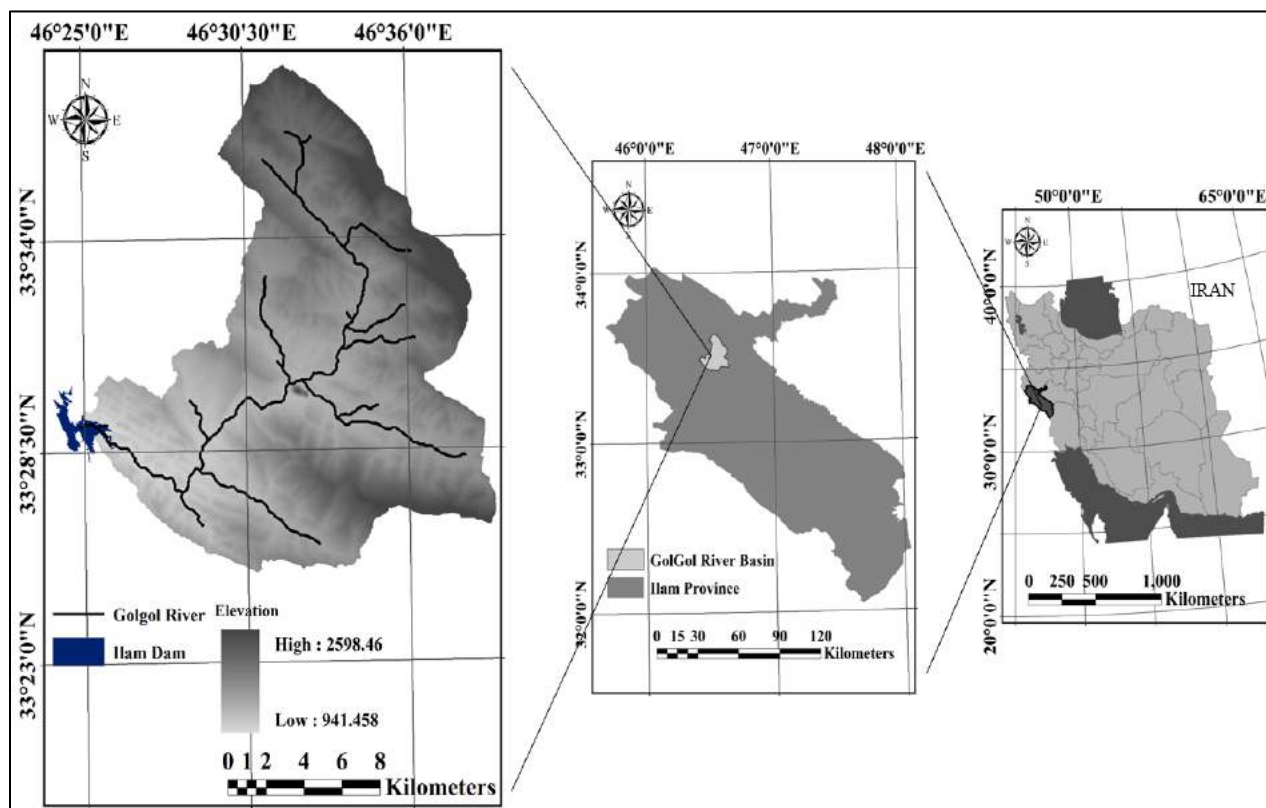 46°25'0"E 46°30'30"E 46°36'0"E
N
W E
S
33°34'0"N
33°28'30"N
33°23'0"N
Golgol River
Ilam Dam
Elevation
High : 2598.46
Low : 941.458
0 1 2 4 6 8
Kilometers
46°0'0"E 47°0'0"E 48°0'0"E
N
W E
S
34°0'0"N
33°0'0"N
32°0'0"N
GolGol River Basin
Ilam Province
0 15 30 60 90 120
Kilometers
50°0'0"E 65°0'0"E
N
W E
S
IRAN
40°0'0"N
30°0'0"N
20°0'0"N
0 250 500 1,000
Kilometers